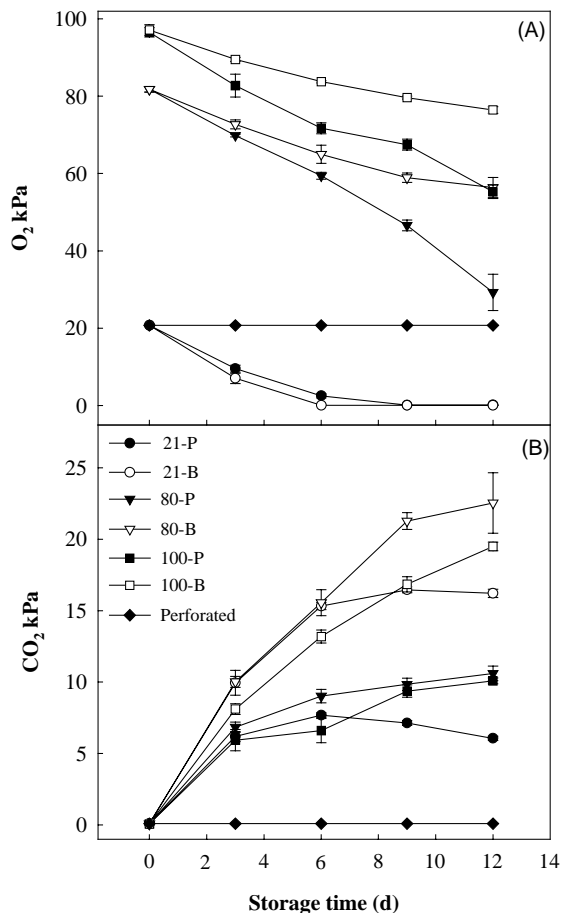 (A)
100
80
60
40
20
0
O₂ kPa
(B)
21-P
21-B
80-P
80-B
100-P
100-B
Perforated
25
20
15
10
5
0
CO₂ kPa
0 2 4 6 8 10 12 14
Storage time (d)